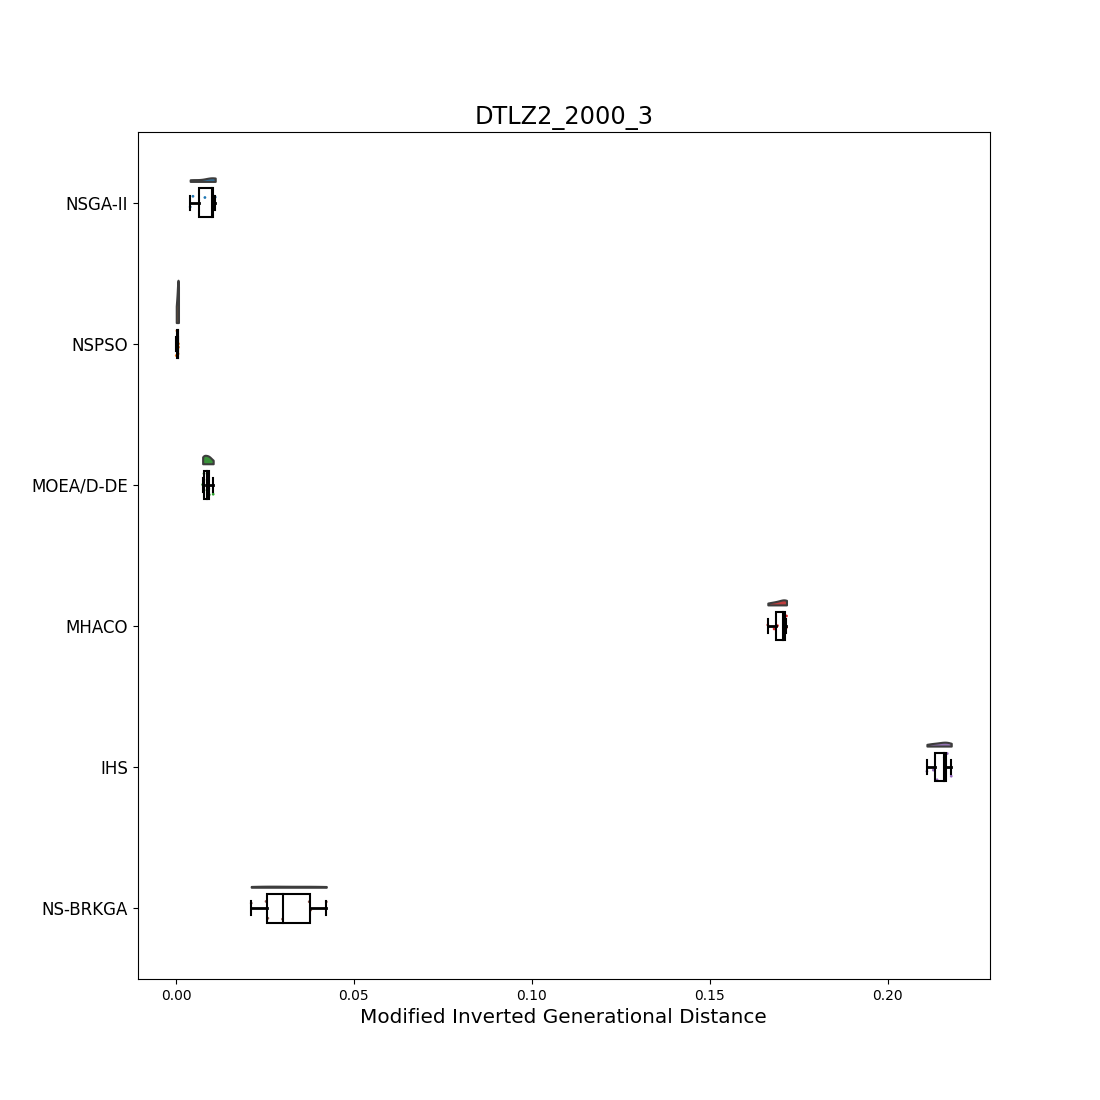 DTLZ2_2000_3
NSGA-II
NSPSO
MOEA/D-DE
MHACO
IHS
NS-BRKGA
0.00 0.05 0.10 0.15 0.20
Modified Inverted Generational Distance